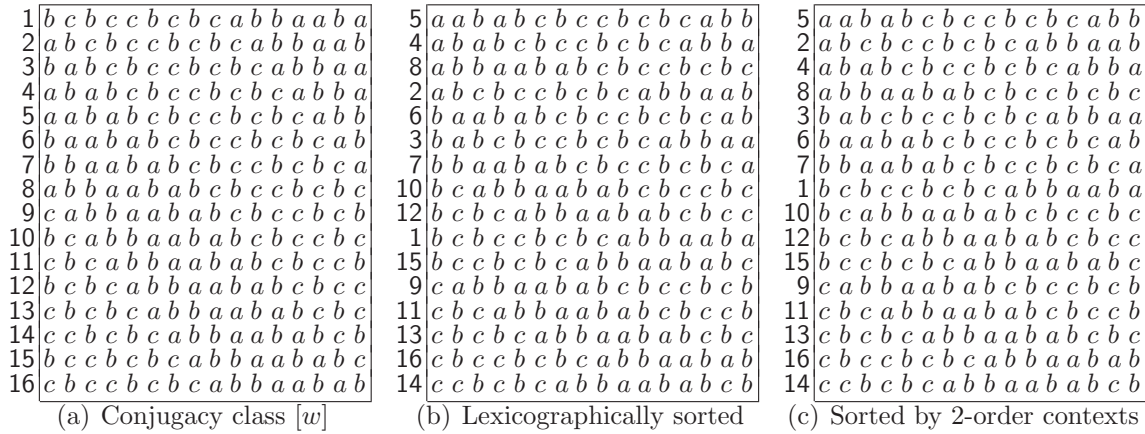 1 b c b c c b c b c a b b a a b a
2 a b c b c c b c b c a b b a a b
3 b a b c b c c b c b c a b b a a
4 a b a b c b c c b c b c a b b a
5 a a b a b c b c c b c b c a b b
6 b a a b a b c b c c b c b c a b
7 b b a a b a b c b c c b c b c a
8 a b b a a b a b c b c c b c b c
9 c a b b a a b a b c b c c b c b
10 b c a b b a a b a b c b c c b c
11 c b c a b b a a b a b c b c c b
12 b c b c a b b a a b a b c b c c
13 c b c b c a b b a a b a b c b c
14 c c b c b c a b b a a b a b c b
15 b c c b c b c a b b a a b a b c
16 c b c c b c b c a b b a a b a b
(a) Conjugacy class [w]
5 a a b a b c b c c b c b c a b b
4 a b a b c b c c b c b c a b b a
8 a b b a a b a b c b c c b c b c
2 a b c b c c b c b c a b b a a b
6 b a a b a b c b c c b c b c a b
3 b a b c b c c b c b c a b b a a
7 b b a a b a b c b c c b c b c a
10 b c a b b a a b a b c b c c b c
12 b c b c a b b a a b a b c b c c
1 b c b c c b c b c a b b a a b a
15 b c c b c b c a b b a a b a b c
9 c a b b a a b a b c b c c b c b
11 c b c a b b a a b a b c b c c b
13 c b c b c a b b a a b a b c b c
16 c b c c b c b c a b b a a b a b
14 c c b c b c a b b a a b a b c b
(b) Lexicographically sorted
5 a a b a b c b c c b c b c a b b
2 a b c b c c b c b c a b b a a b
4 a b a b c b c c b c b c a b b a
8 a b b a a b a b c b c c b c b c
3 b a b c b c c b c b c a b b a a
6 b a a b a b c b c c b c b c a b
7 b b a a b a b c b c c b c b c a
1 b c b c c b c b c a b b a a b a
10 b c a b b a a b a b c b c c b c
12 b c b c a b b a a b a b c b c c
15 b c c b c b c a b b a a b a b c
9 c a b b a a b a b c b c c b c b
11 c b c a b b a a b a b c b c c b
13 c b c b c a b b a a b a b c b c
16 c b c c b c b c a b b a a b a b
14 c c b c b c a b b a a b a b c b
(c) Sorted by 2-order contexts